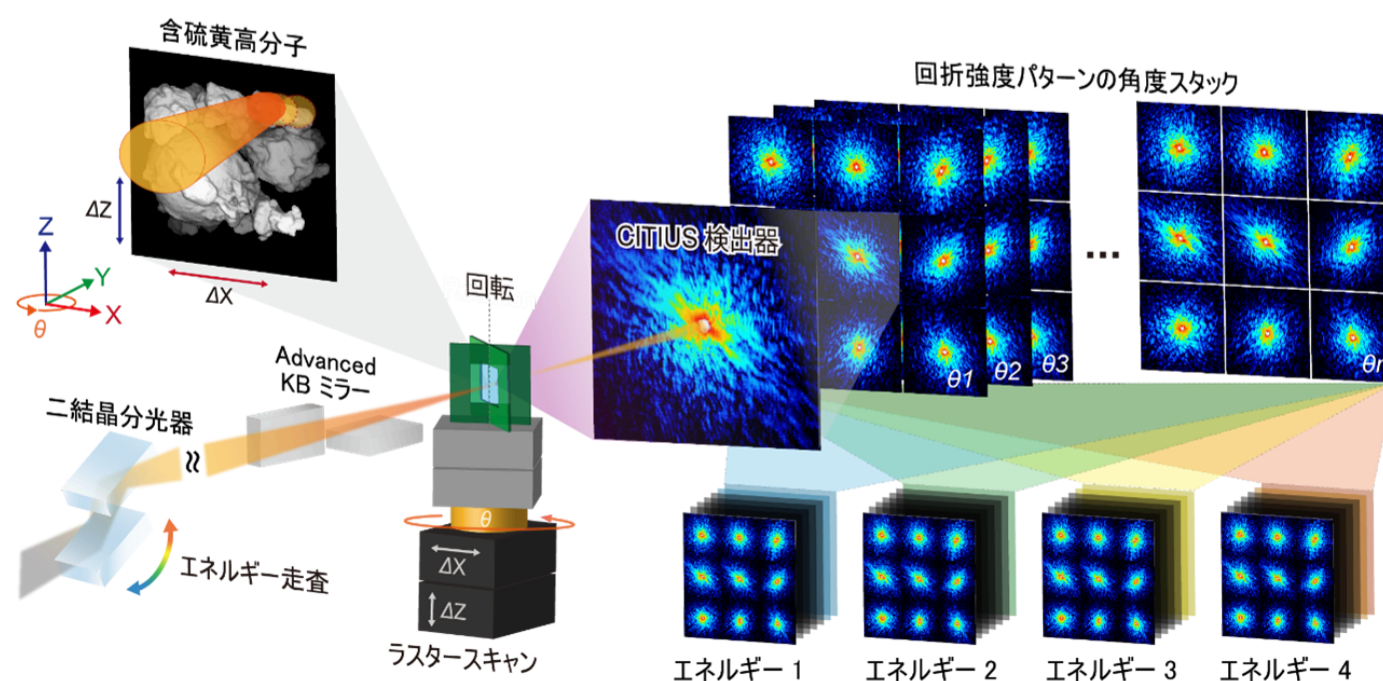 含硫黄高分子
回折強度パターンの角度スタック
ΔZ
ΔX
Z
Y
X
θ
回転
CITIUS 検出器
Advanced
KB ミラー
二結晶分光器
≈
エネルギー走査
θ
ΔX
ΔZ
ラスタースキャン
θ1
θ2
θ3
...
θn
エネルギー 1
エネルギー 2
エネルギー 3
エネルギー 4